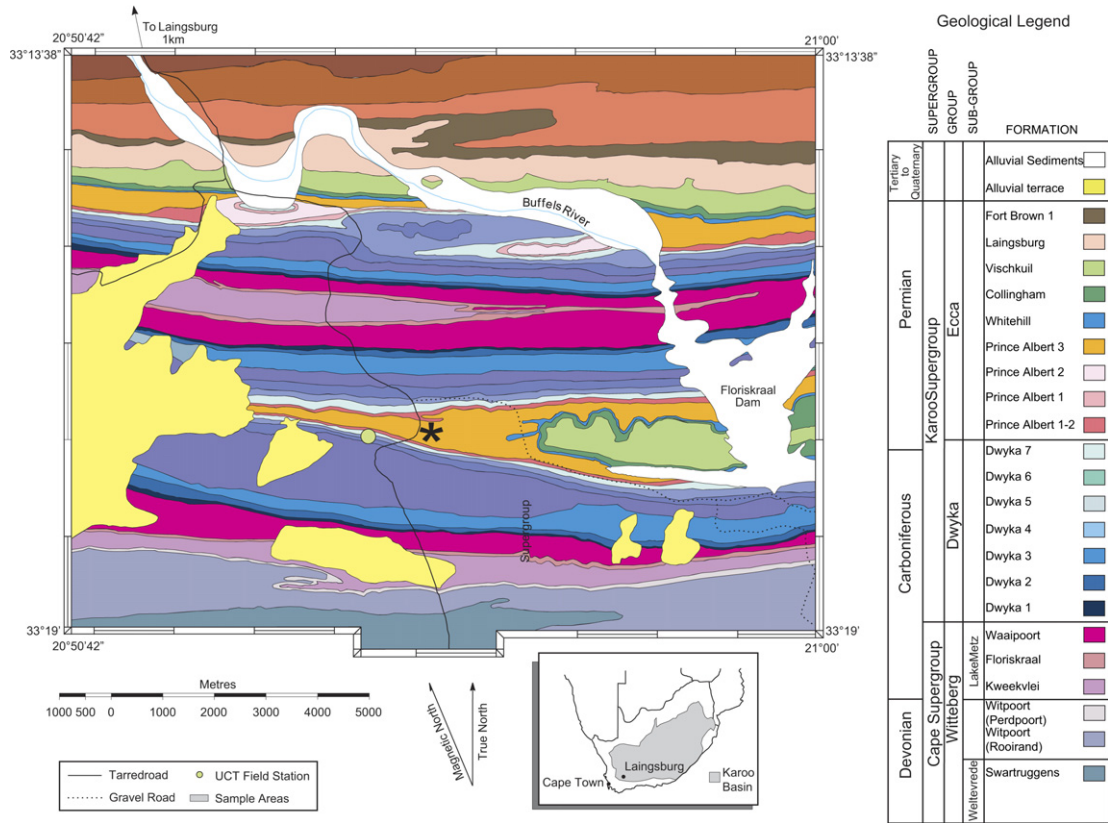 To Laingsburg
1km
20°50'42"
21°00'
33°13'38"
33°13'38"
Buffels River
Floriskraal
Dam
*
Supergroup
33°19'
33°19'
20°50'42"
21°00'
Metres
1000 500 0 1000 2000 3000 4000 5000
Magnetic North
True North
Tarredroad
UCT Field Station
Gravel Road
Sample Areas
Laingsburg
Cape Town
Karoo
Basin
Geological Legend
SUPERGROUP
GROUP
SUB-GROUP
FORMATION
Tertiary
to
Quaternary
Alluvial Sediments
Alluvial terrace
Permian
Carboniferous
Devonian
KarooSupergroup
Cape Supergroup
Ecca
Dwyka
Witteberg
LakeMetz
Weltevrede
Fort Brown 1
Laingsburg
Vischkuil
Collingham
Whitehill
Prince Albert 3
Prince Albert 2
Prince Albert 1
Prince Albert 1-2
Dwyka 7
Dwyka 6
Dwyka 5
Dwyka 4
Dwyka 3
Dwyka 2
Dwyka 1
Waaipoort
Floriskraal
Kweekvlei
Witpoort
(Perdpoort)
Witpoort
(Rooirand)
Swartruggens